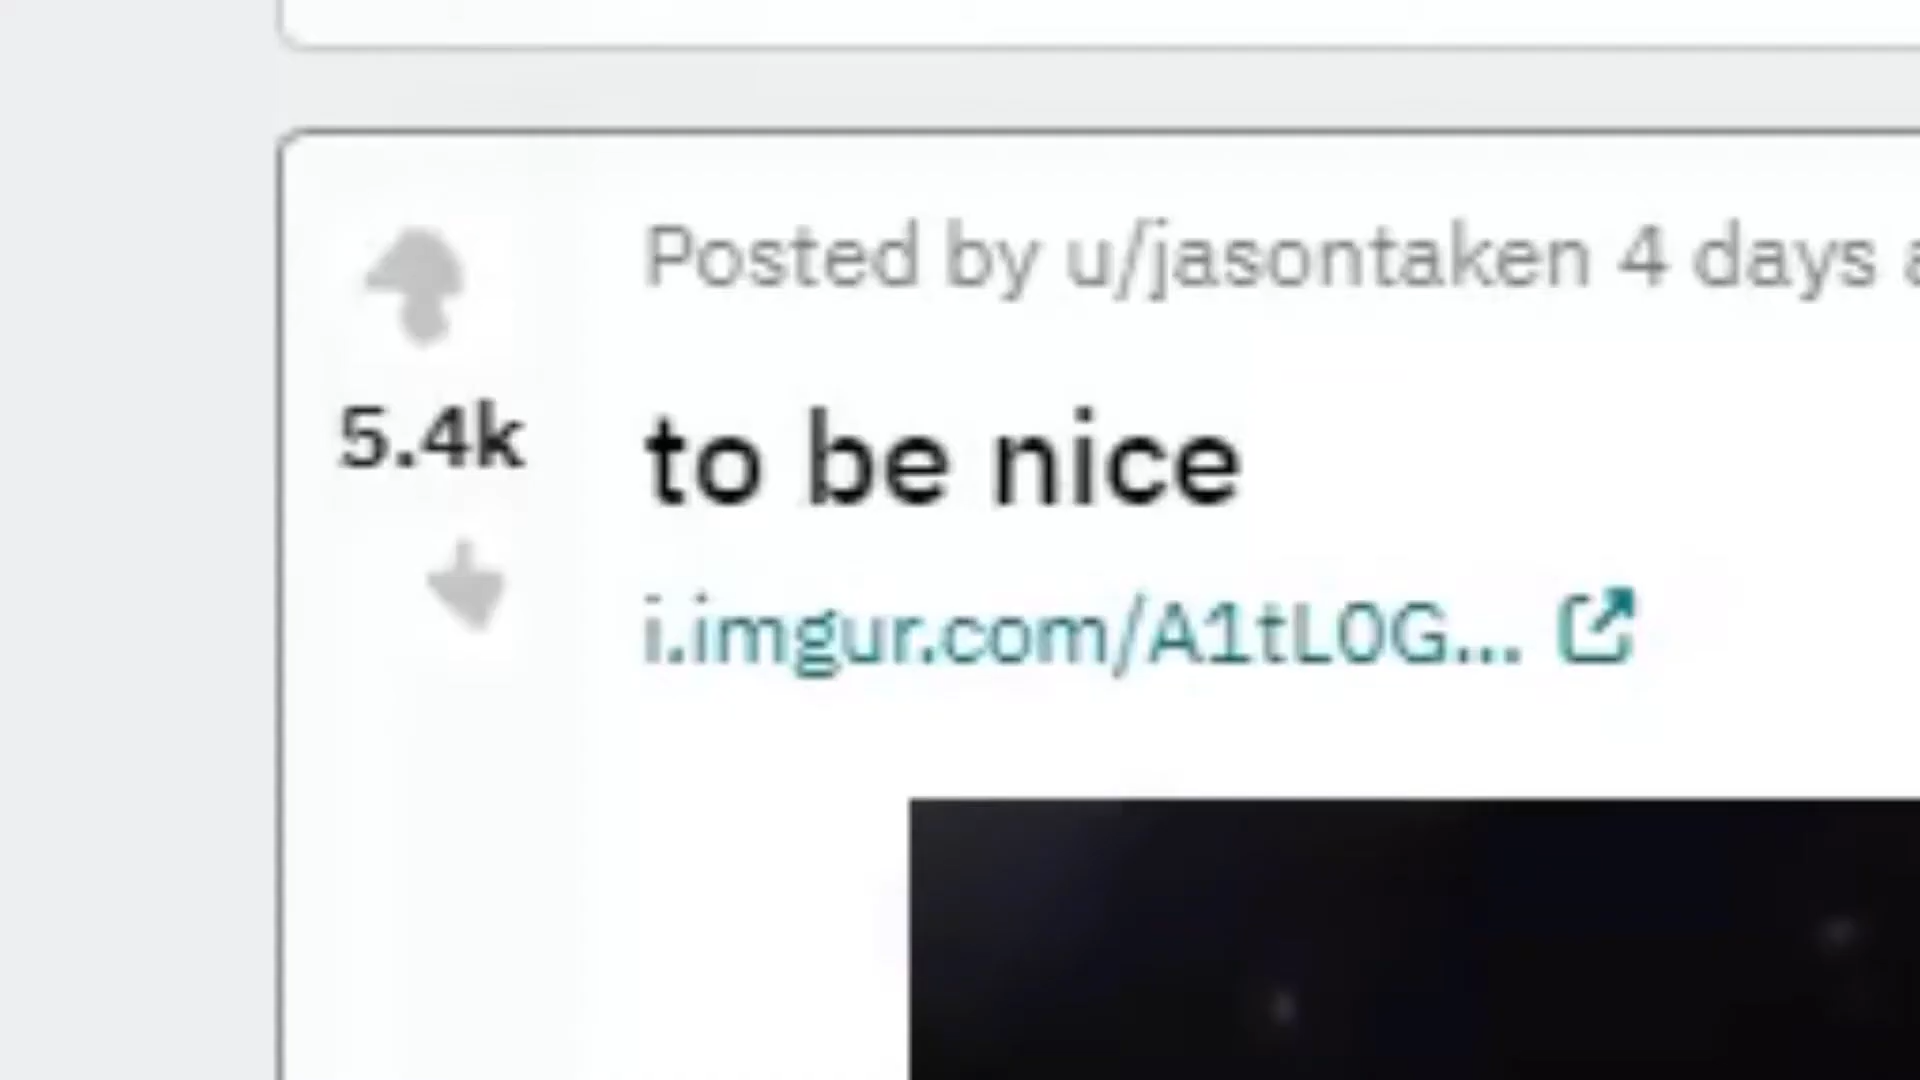 Posted by u/jasontaken 4 days
5.4k
to be nice
i.imgur.com/A1tL0G...